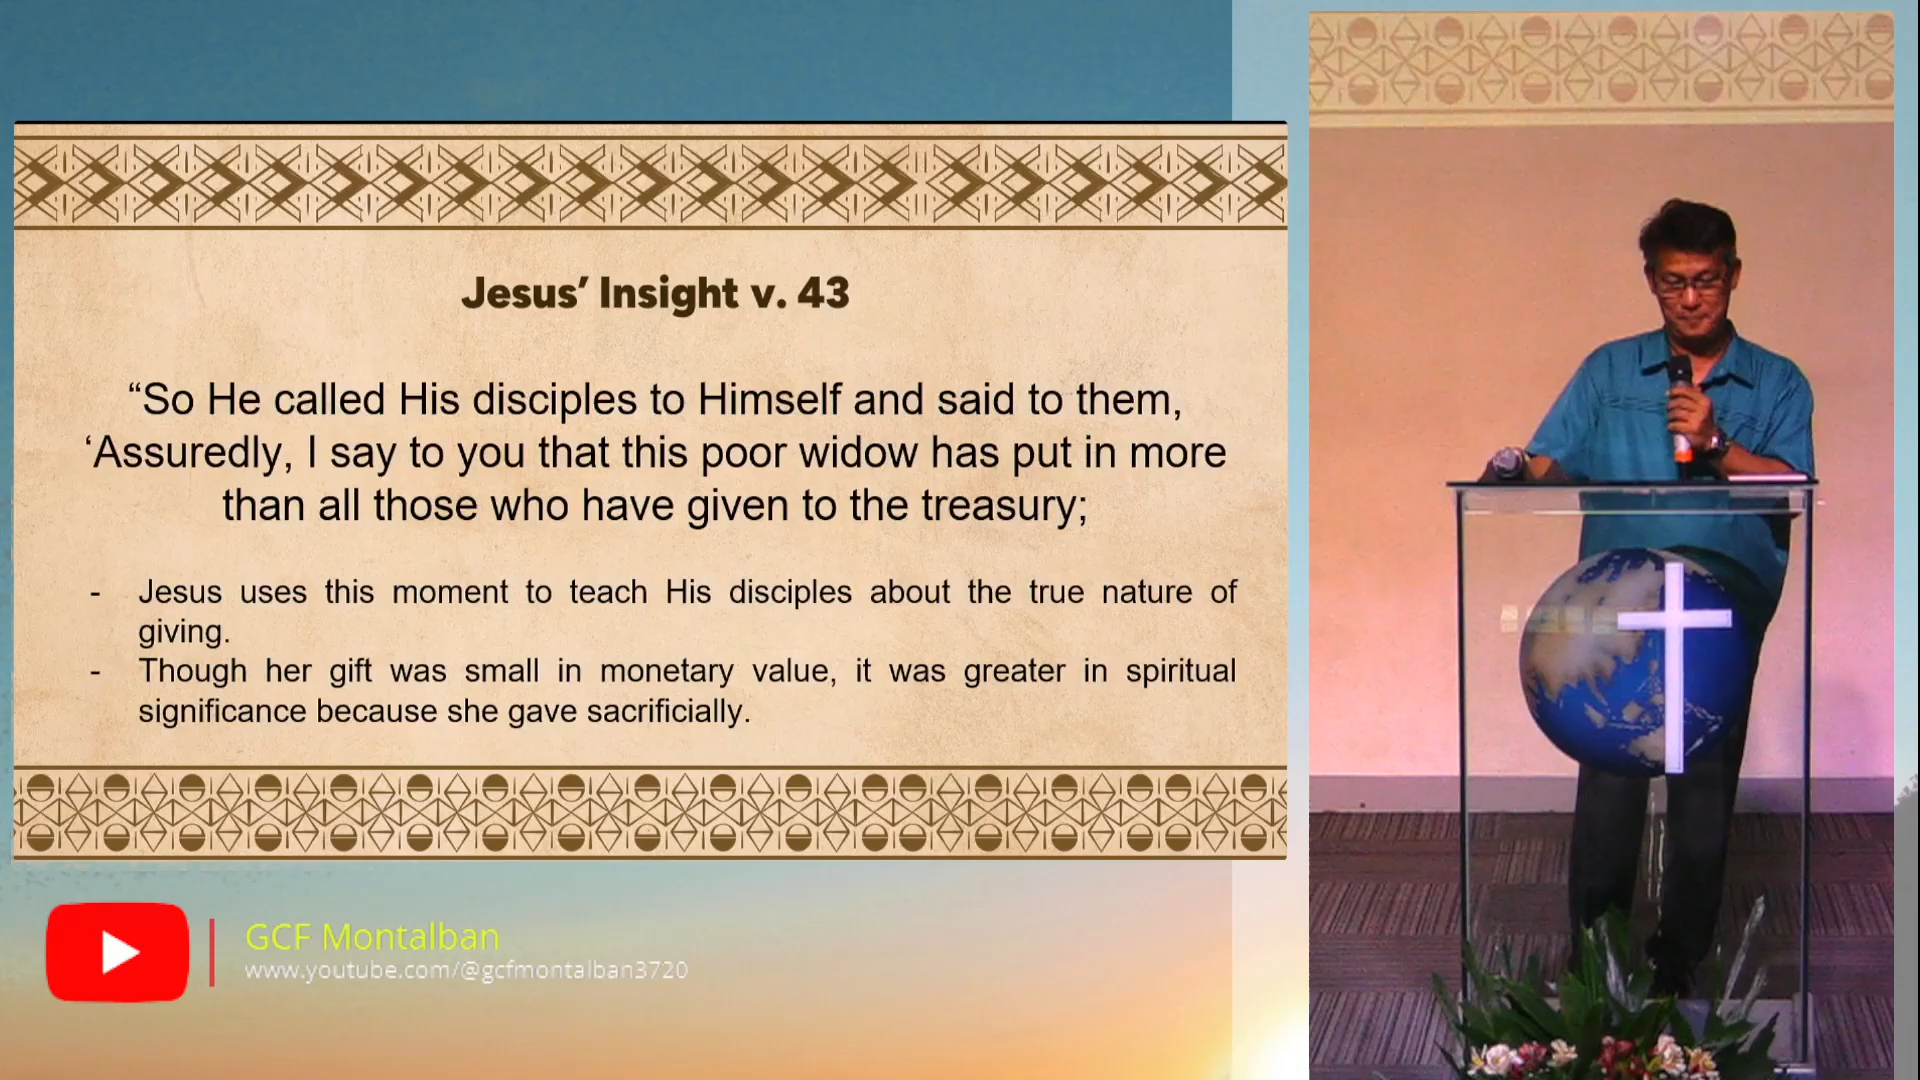 Jesus’ Insight v. 43
“So He called His disciples to Himself and said to them,
‘Assuredly, I say to you that this poor widow has put in more
than all those who have given to the treasury;
- Jesus uses this moment to teach His disciples about the true nature of
giving.
- Though her gift was small in monetary value, it was greater in spiritual
significance because she gave sacrificially.
GCF Montalban
www.youtube.com/@gcfmontalban3720